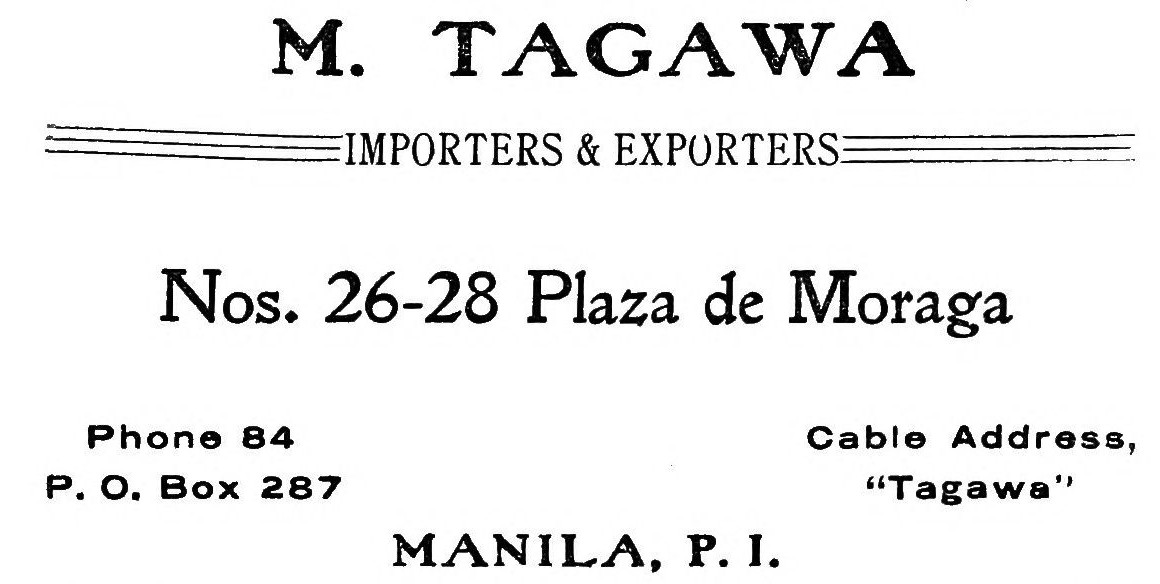 M. TAGAWA
IMPORTERS & EXPORTERS
Nos. 26-28 Plaza de Moraga
Phone 84
P. O. Box 287
Cable Address,
"Tagawa"
MANILA, P. I.